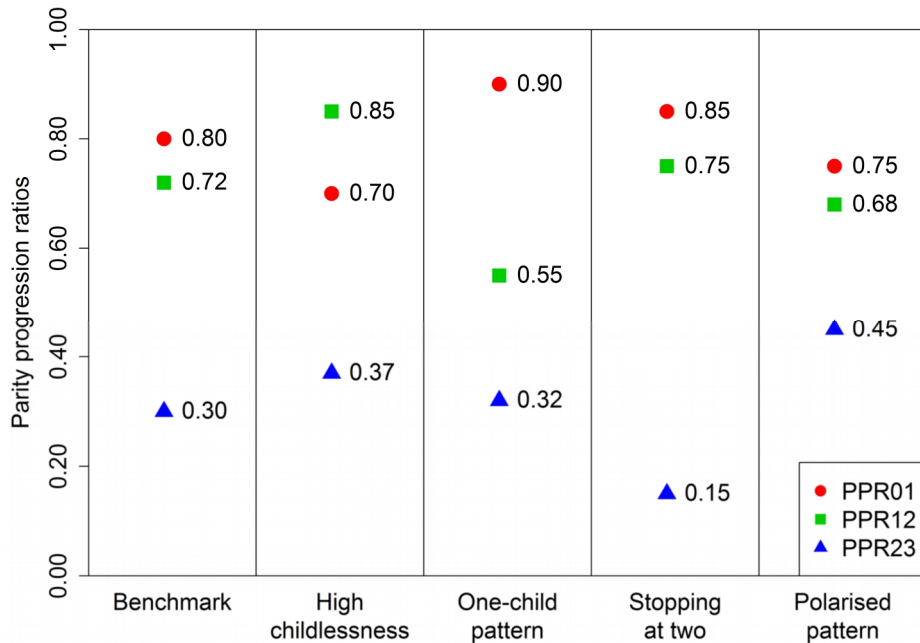 Parity progression ratios
1.00
0.80
0.60
0.40
0.20
0.00
0.80
0.72
0.30
0.85
0.70
0.37
0.90
0.55
0.32
0.85
0.75
0.15
0.75
0.68
0.45
PPR01
PPR12
PPR23
Benchmark
High
childlessness
One-child
pattern
Stopping
at two
Polarised
pattern